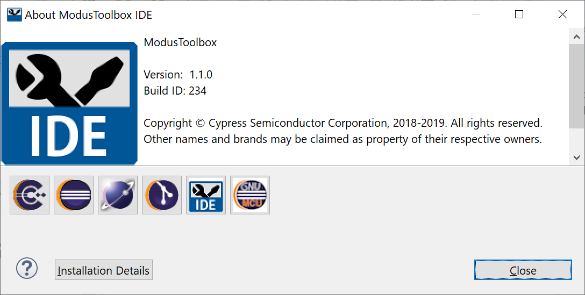 About ModusToolbox IDE
ModusToolbox
Version: 1.1.0
Build ID: 234
Copyright © Cypress Semiconductor Corporation, 2018-2019. All rights reserved.
Other names and brands may be claimed as property of their respective owners.
IDE
IDE
GNU
MCU
?
Installation Details
Close